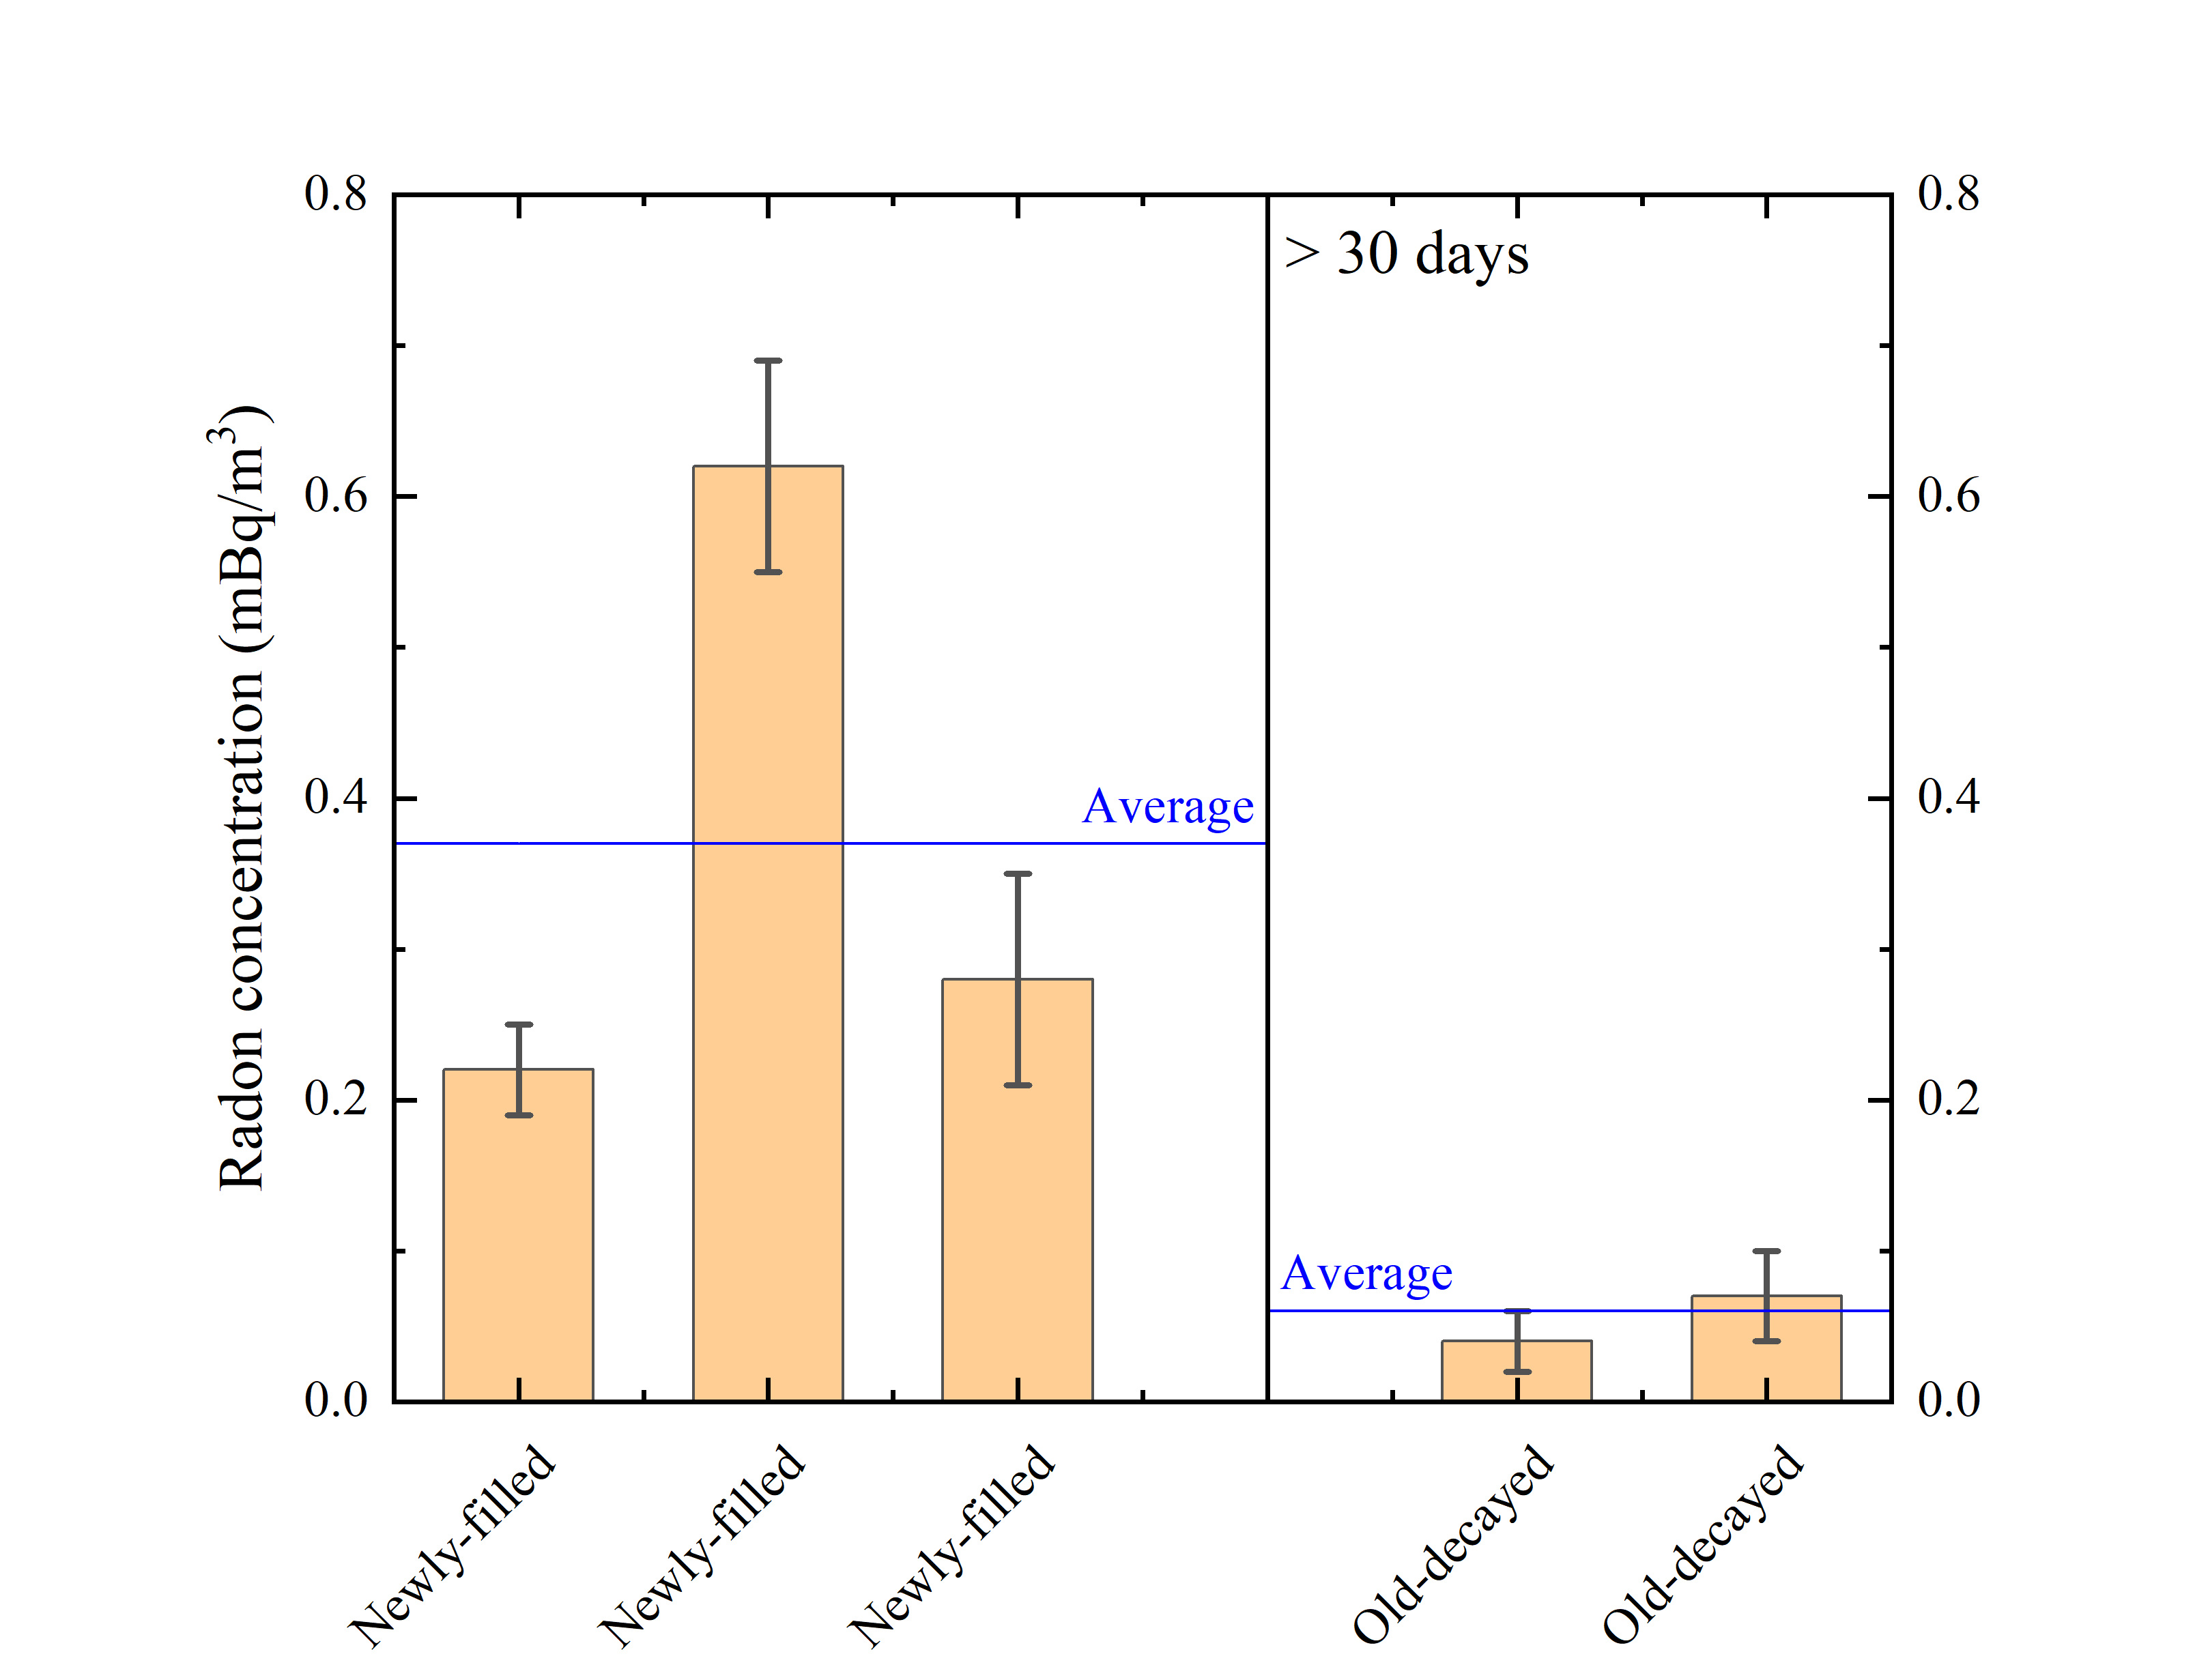 0.8
0.8
> 30 days
Radon concentration (mBq/m³)
0.6
0.6
0.4
0.4
Average
0.2
0.2
Average
0.0
0.0
Newly-filled
Newly-filled
Newly-filled
Old-decayed
Old-decayed